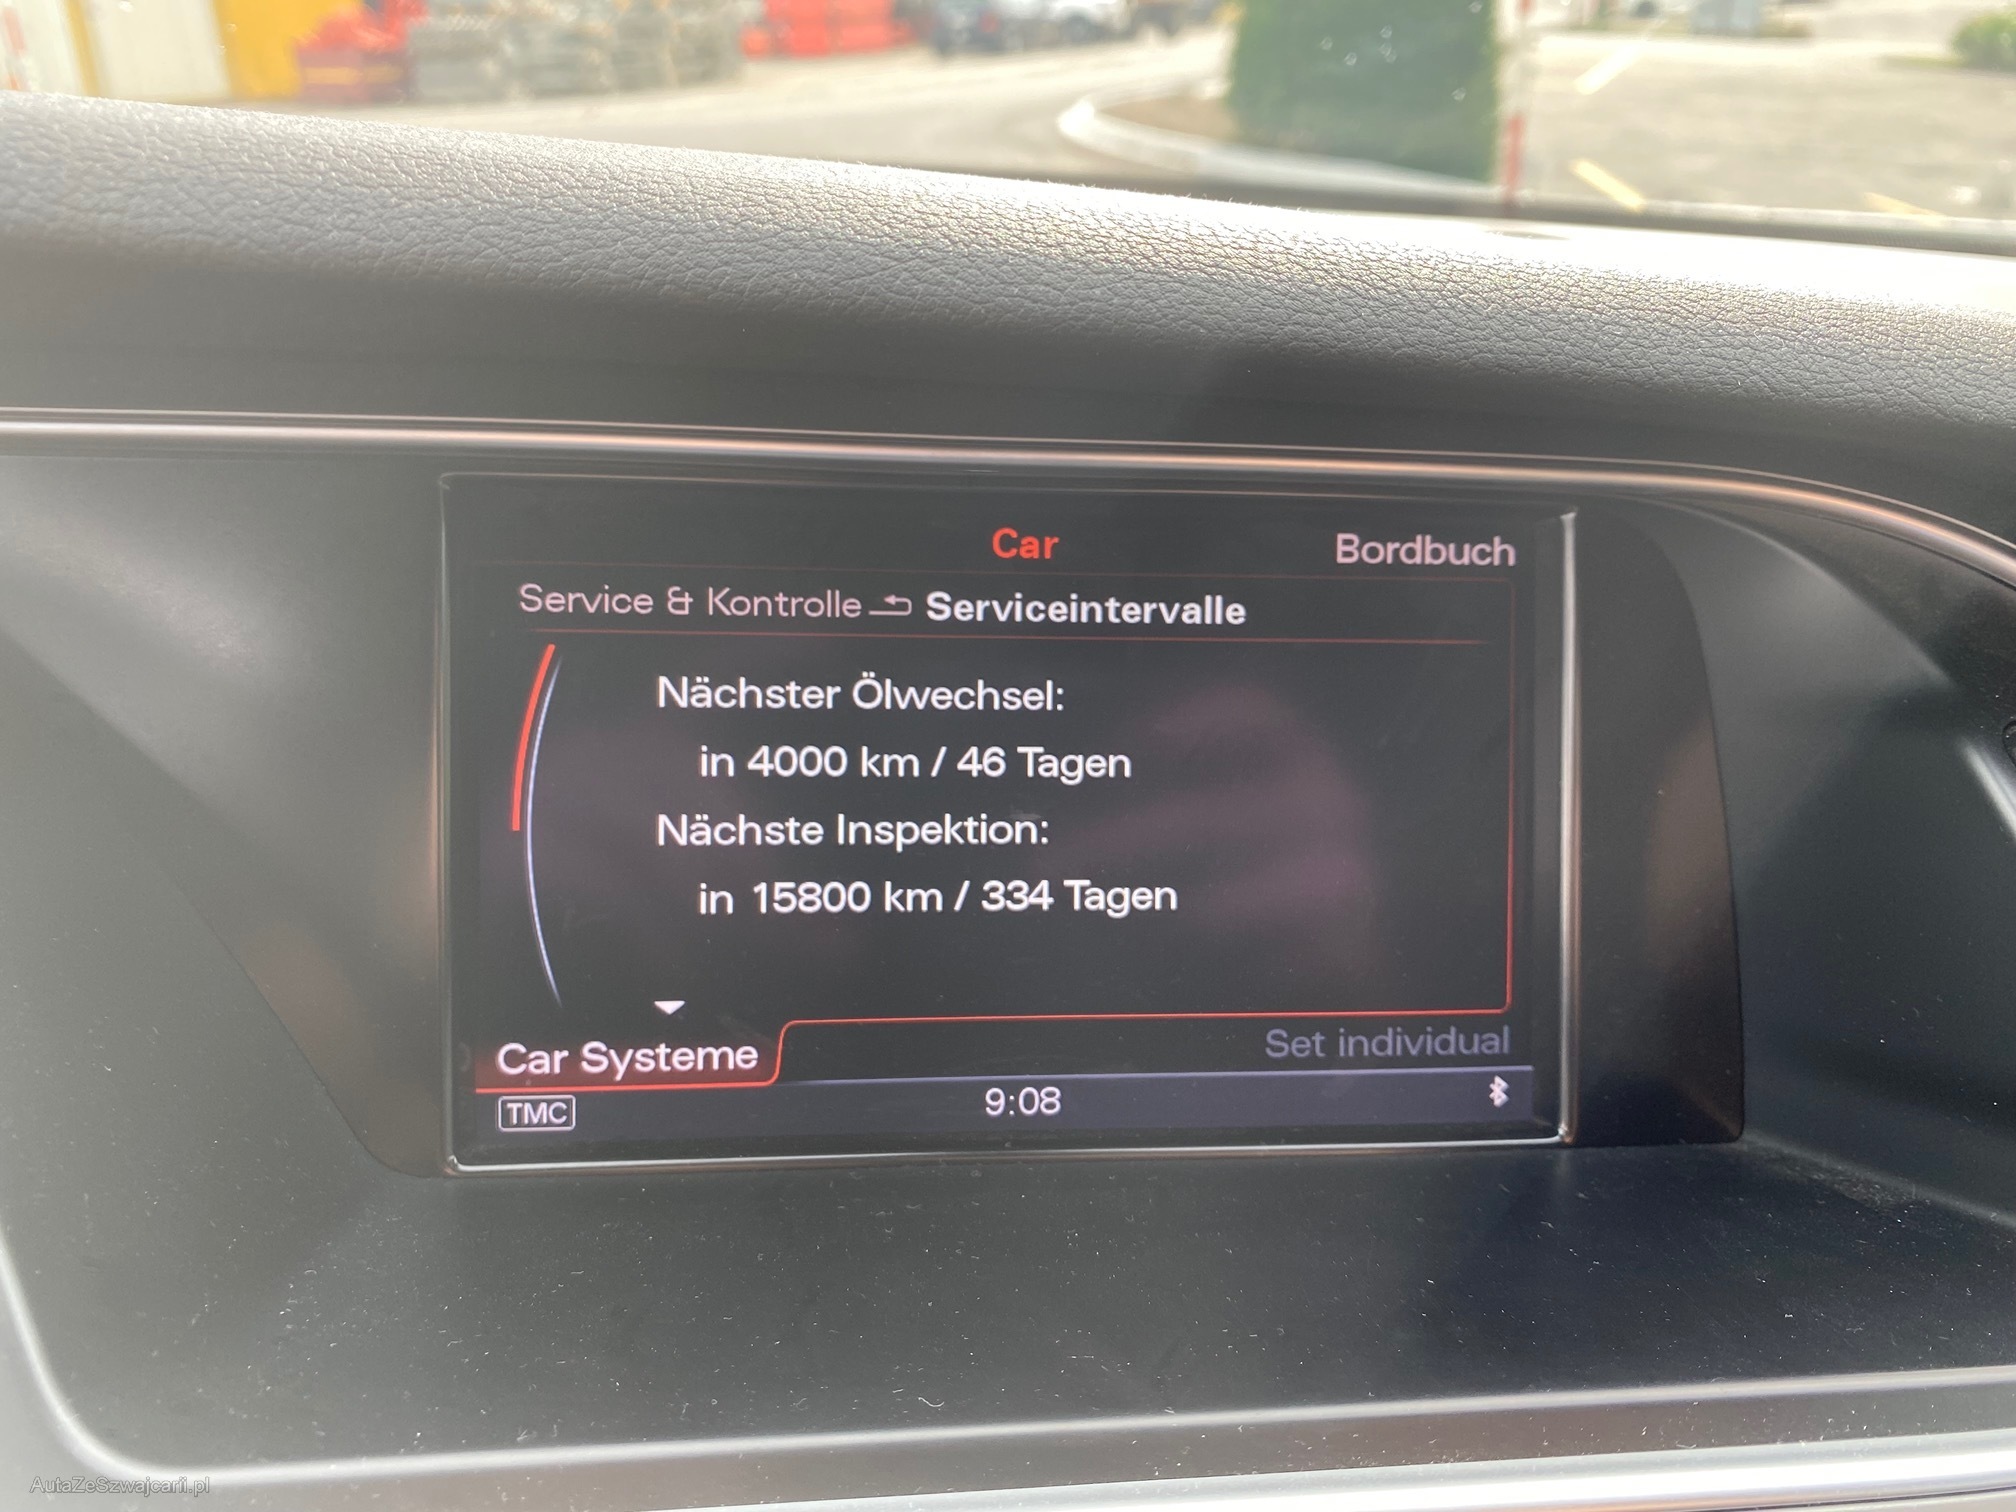 Car Bordbuch
Service & Kontrolle Serviceintervalle
Nächster Ölwechsel:
in 4000 km / 46 Tagen
Nächste Inspektion:
in 15800 km / 334 Tagen
Car Systeme Set individual
TMC 9:08
AutaZeSzwajcarii.pl